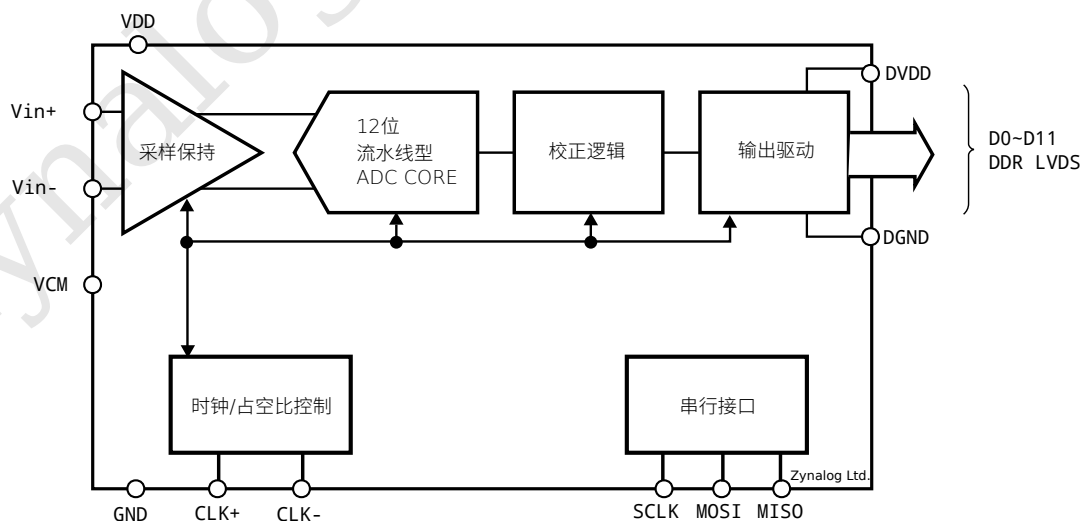 VDD
Vin+
Vin-
VCM
采样保持
12位
流水线型
ADC CORE
校正逻辑
输出驱动
DVDD
D0~D11
DDR LVDS
DGND
时钟/占空比控制
串行接口
Zynalog Ltd.
GND
CLK+
CLK-
SCLK
MOSI
MISO